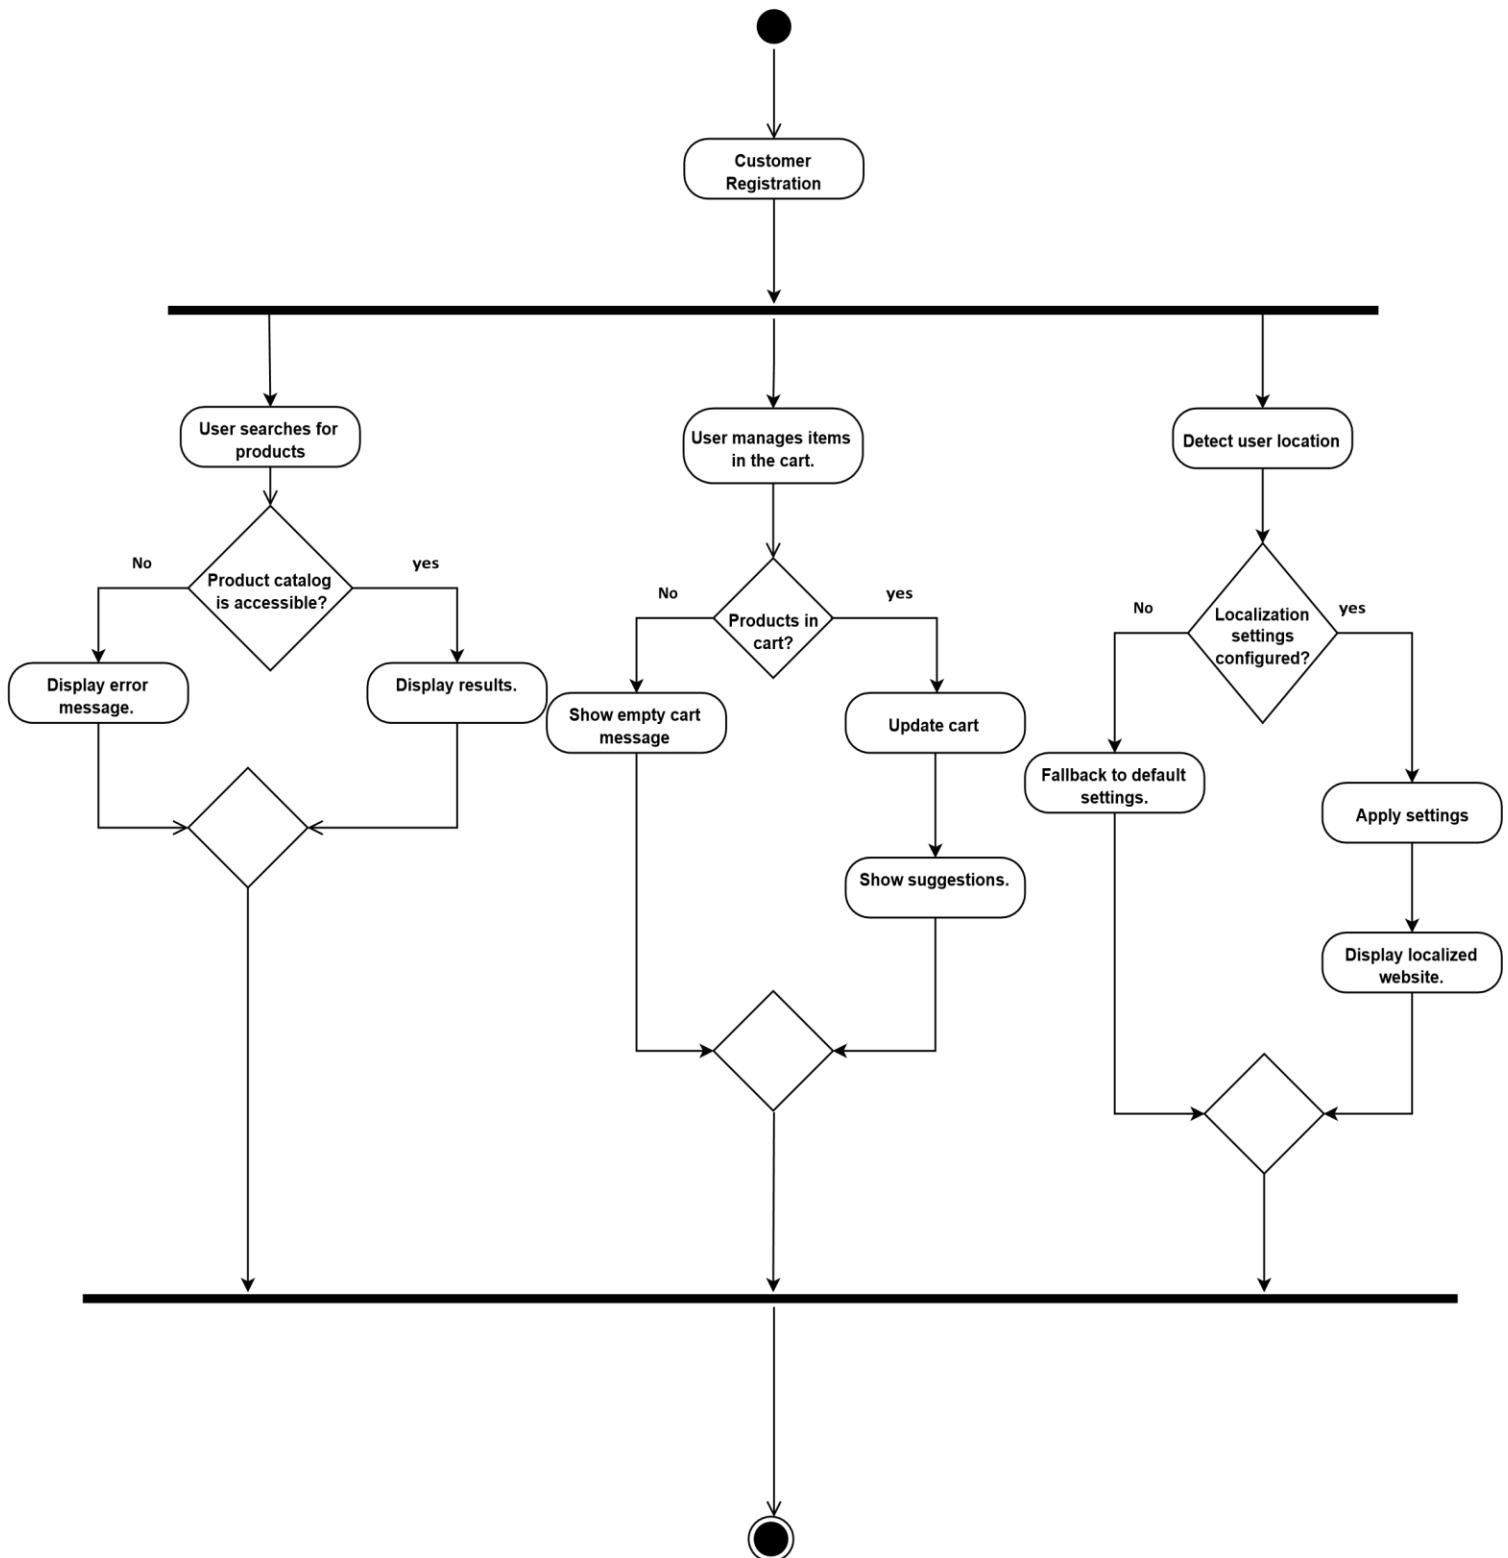 Customer
Registration
User searches for
products
No
yes
Product catalog
is accessible?
Display error
message.
Display results.
User manages items
in the cart.
No
yes
Products in
cart?
Show empty cart
message
Update cart
Show suggestions.
Detect user location
No
yes
Localization
settings
configured?
Fallback to default
settings.
Apply settings
Display localized
website.